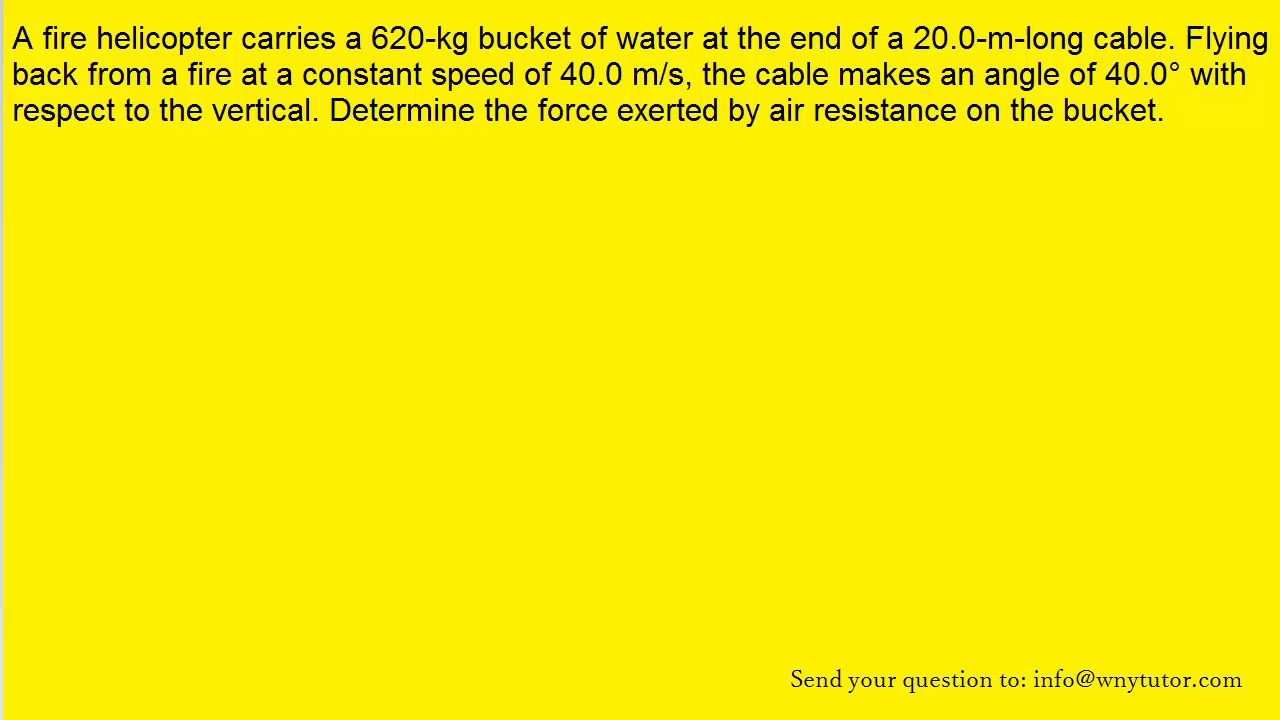 A fire helicopter carries a 620-kg bucket of water at the end of a 20.0-m-long cable. Flying
back from a fire at a constant speed of 40.0 m/s, the cable makes an angle of 40.0° with
respect to the vertical. Determine the force exerted by air resistance on the bucket.
Send your question to: info@wnytutor.com